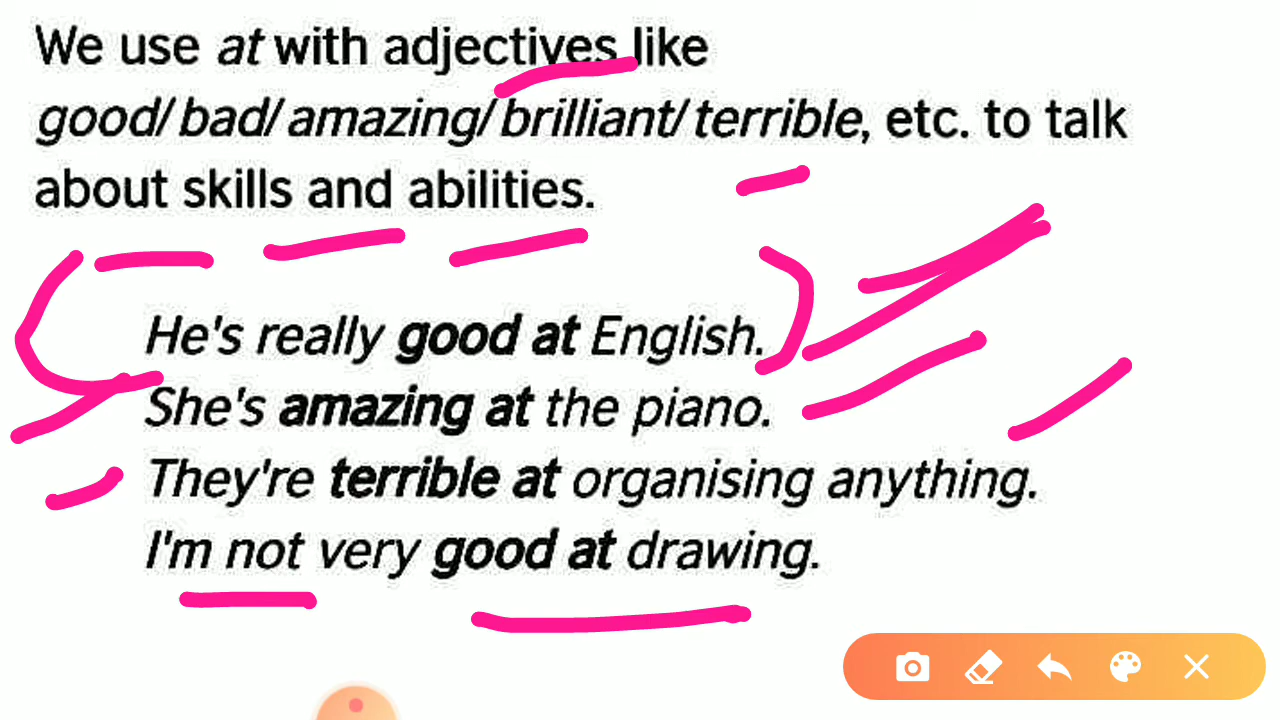 We use at with adjectives like
good/bad/amazing/brilliant/terrible, etc. to talk
about skills and abilities.
He's really good at English.
She's amazing at the piano.
They're terrible at organising anything.
I'm not very good at drawing.